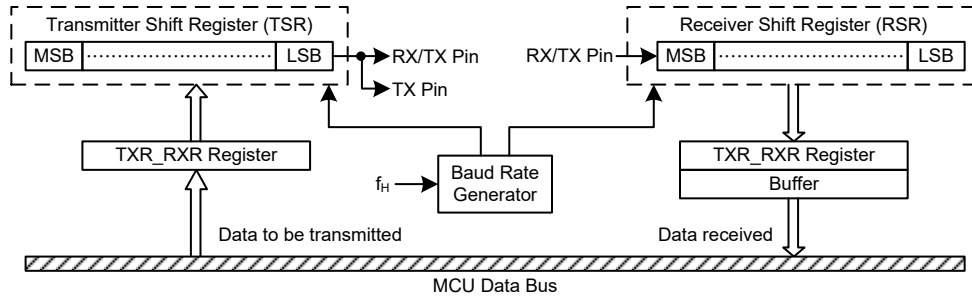 Transmitter Shift Register (TSR)
MSB LSB
RX/TX Pin
TX Pin
Receiver Shift Register (RSR)
RX/TX Pin
MSB LSB
TXR_RXR Register
fH
Baud Rate
Generator
TXR_RXR Register
Buffer
Data to be transmitted
Data received
MCU Data Bus